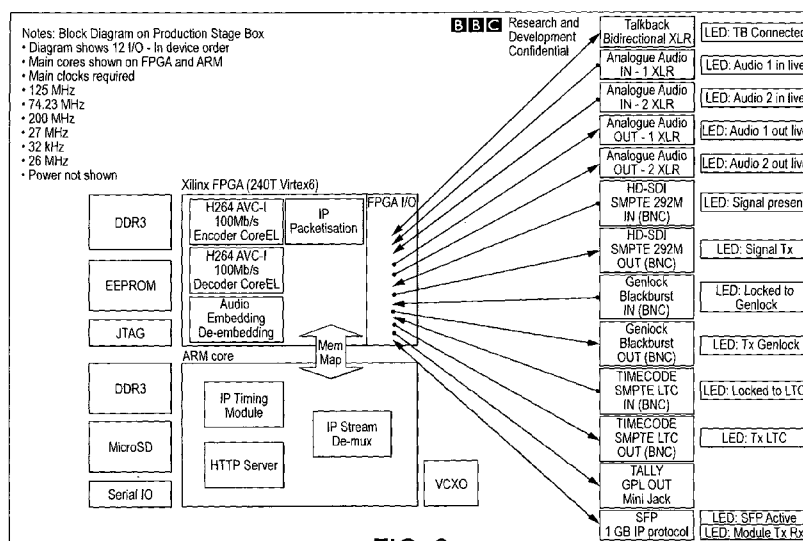 Notes: Block Diagram on Production Stage Box
• Diagram shows 12 I/O - In device order
• Main cores shown on FPGA and ARM
• Main clocks required
• 125 MHz
• 74.23 MHz
• 200 MHz
• 27 MHz
• 32 kHz
• 26 MHz
• Power not shown
BBC Research and
Development
Confidential
Xilinx FPGA (240T Virtex6)
FPGA I/O
H264 AVC-I
100Mb/s
Encoder CoreEL
IP
Packetisation
H264 AVC-I
100Mb/s
Decoder CoreEL
Audio
Embedding
De-embedding
Mem
Map
ARM core
IP Timing
Module
IP Stream
De-mux
HTTP Server
DDR3
EEPROM
JTAG
DDR3
MicroSD
Serial IO
VCXO
Talkback
Bidirectional XLR
LED: TB Connected
Analogue Audio
IN - 1 XLR
LED: Audio 1 in live
Analogue Audio
IN - 2 XLR
LED: Audio 2 in live
Analogue Audio
OUT - 1 XLR
LED: Audio 1 out live
Analogue Audio
OUT - 2 XLR
LED: Audio 2 out live
HD-SDI
SMPTE 292M
IN (BNC)
LED: Signal present
HD-SDI
SMPTE 292M
OUT (BNC)
LED: Signal Tx
Genlock
Blackburst
IN (BNC)
LED: Locked to
Genlock
Genlock
Blackburst
OUT (BNC)
LED: Tx Genlock
TIMECODE
SMPTE LTC
IN (BNC)
LED: Locked to LTC
TIMECODE
SMPTE LTC
OUT (BNC)
LED: Tx LTC
TALLY
GPL OUT
Mini Jack
SFP
1 GB IP protocol
LED: SFP Active
LED: Module Tx Rx